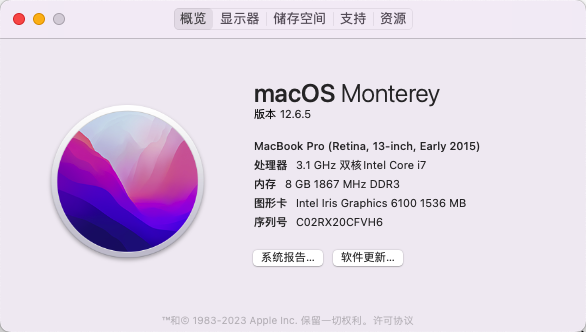 概览 显示器 储存空间 支持 资源
macOS Monterey
版本 12.6.5
MacBook Pro (Retina, 13-inch, Early 2015)
处理器 3.1 GHz 双核Intel Core i7
内存 8 GB 1867 MHz DDR3
图形卡 Intel Iris Graphics 6100 1536 MB
序列号 C02RX20CFVH6
系统报告... 软件更新...
™和© 1983-2023 Apple Inc. 保留一切权利。许可协议